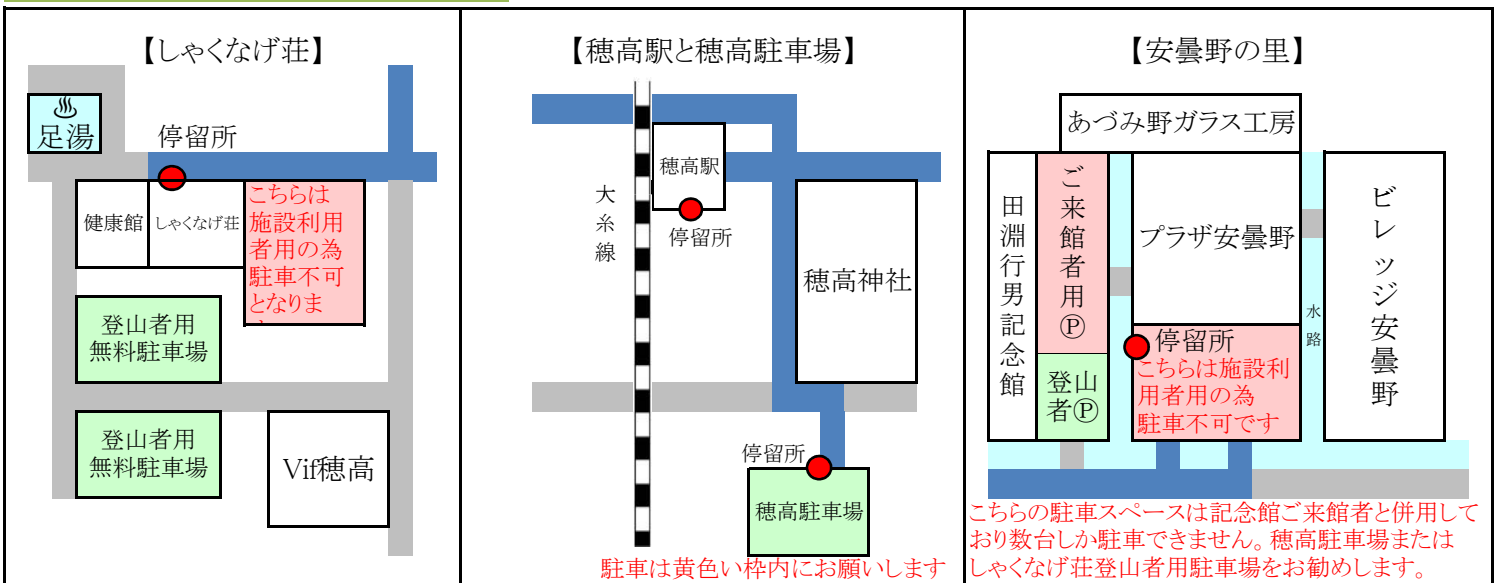 【しゃくなげ荘】
足湯
停留所
健康館
しゃくなげ荘
こちらは
施設利用
者用の為
駐車不可
となりま
登山者用
無料駐車場
登山者用
無料駐車場
Vif穂高
【穂高駅と穂高駐車場】
穂高駅
大糸線
停留所
穂高神社
停留所
穂高駐車場
駐車は黄色い枠内にお願いします
【安曇野の里】
あづみ野ガラス工房
田淵行男記念館
ご来館者用Ⓟ
プラザ安曇野
ビレッジ安曇野
水路
停留所
こちらは施設利
用者用の為
駐車不可です
登山
者Ⓟ
こちらの駐車スペースは記念館ご来館者と併用して
おり数台しか駐車できません。穂高駐車場または
しゃくなげ荘登山者用駐車場をお勧めします。